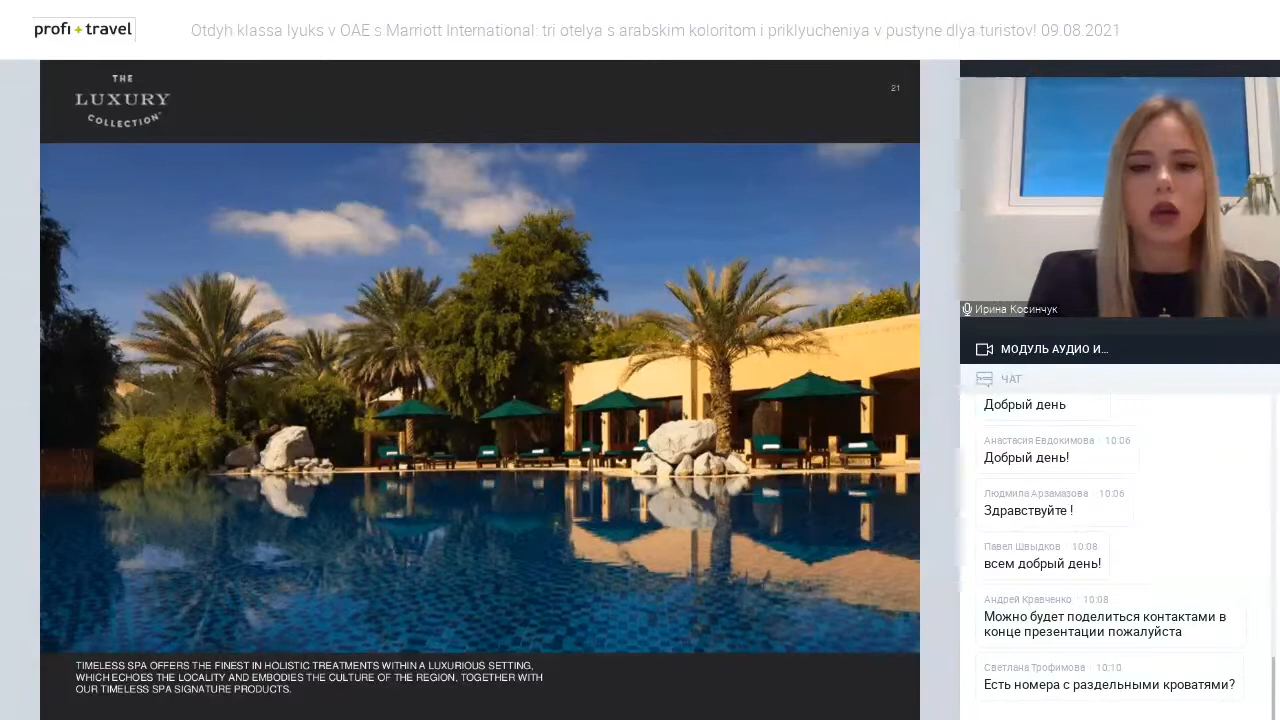 profi + travel
Otdyh klassa lyuks v OAE s Marriott International: tri otelya s arabskim koloritom i priklyucheniya v pustyne dlya turistov! 09.08.2021
THE
LUXURY
COLLECTION
21
TIMELESS SPA OFFERS THE FINEST IN HOLISTIC TREATMENTS WITHIN A LUXURIOUS SETTING,
WHICH ECHOES THE LOCALITY AND EMBODIES THE CULTURE OF THE REGION, TOGETHER WITH
OUR TIMELESS SPA SIGNATURE PRODUCTS.
Ирина Косинчук
МОДУЛЬ АУДИО И...
ЧАТ
Добрый день
Анастасия Евдокимова · 10:06
Добрый день!
Людмила Арзамазова · 10:06
Здравствуйте !
Павел Швыдков · 10:08
всем добрый день!
Андрей Кравченко · 10:08
Можно будет поделиться контактами в
конце презентации пожалуйста
Светлана Трофимова · 10:10
Есть номера с раздельными кроватями?